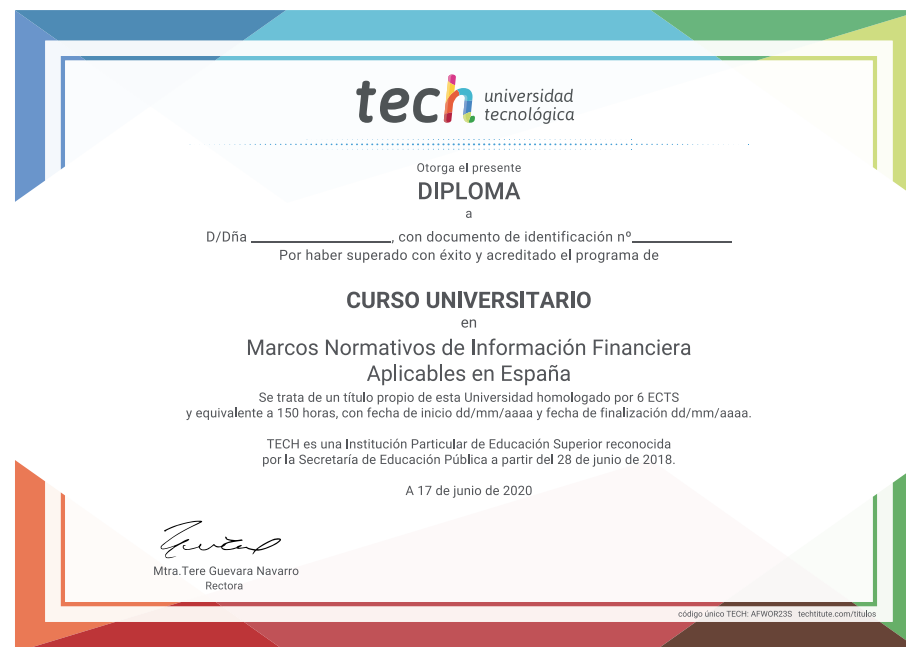 tech universidad
tecnológica
Otorga el presente
DIPLOMA
a
D/Dña ________________, con documento de identificación nº____________
Por haber superado con éxito y acreditado el programa de
CURSO UNIVERSITARIO
en
Marcos Normativos de Información Financiera
Aplicables en España
Se trata de un título propio de esta Universidad homologado por 6 ECTS
y equivalente a 150 horas, con fecha de inicio dd/mm/aaaa y fecha de finalización dd/mm/aaaa.
TECH es una Institución Particular de Educación Superior reconocida
por la Secretaría de Educación Pública a partir del 28 de junio de 2018.
A 17 de junio de 2020
Mtra.Tere Guevara Navarro
Rectora
código único TECH: AFWOR23S techtitute.com/titulos